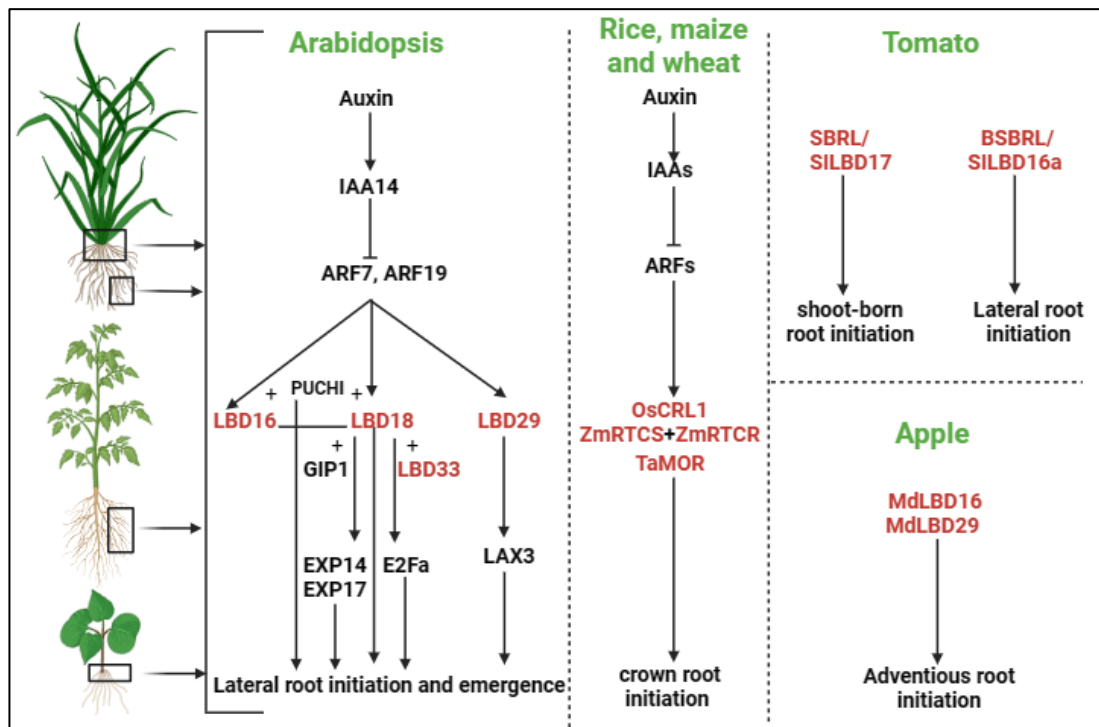 Arabidopsis
Auxin
IAA14
ARF7, ARF19
+ PUCHI +
LBD16
LBD18
LBD29
+
GIP1
+
LBD33
EXP14
EXP17
E2Fa
LAX3
Lateral root initiation and emergence
Rice, maize
and wheat
Auxin
IAAs
ARFs
OsCRL1
ZmRTCS+ZmRTCR
TaMOR
crown root
initiation
Tomato
SBRL/
SlLBD17
shoot-born
root initiation
BSBRL/
SlLBD16a
Lateral root
initiation
Apple
MdLBD16
MdLBD29
Adventious root
initiation